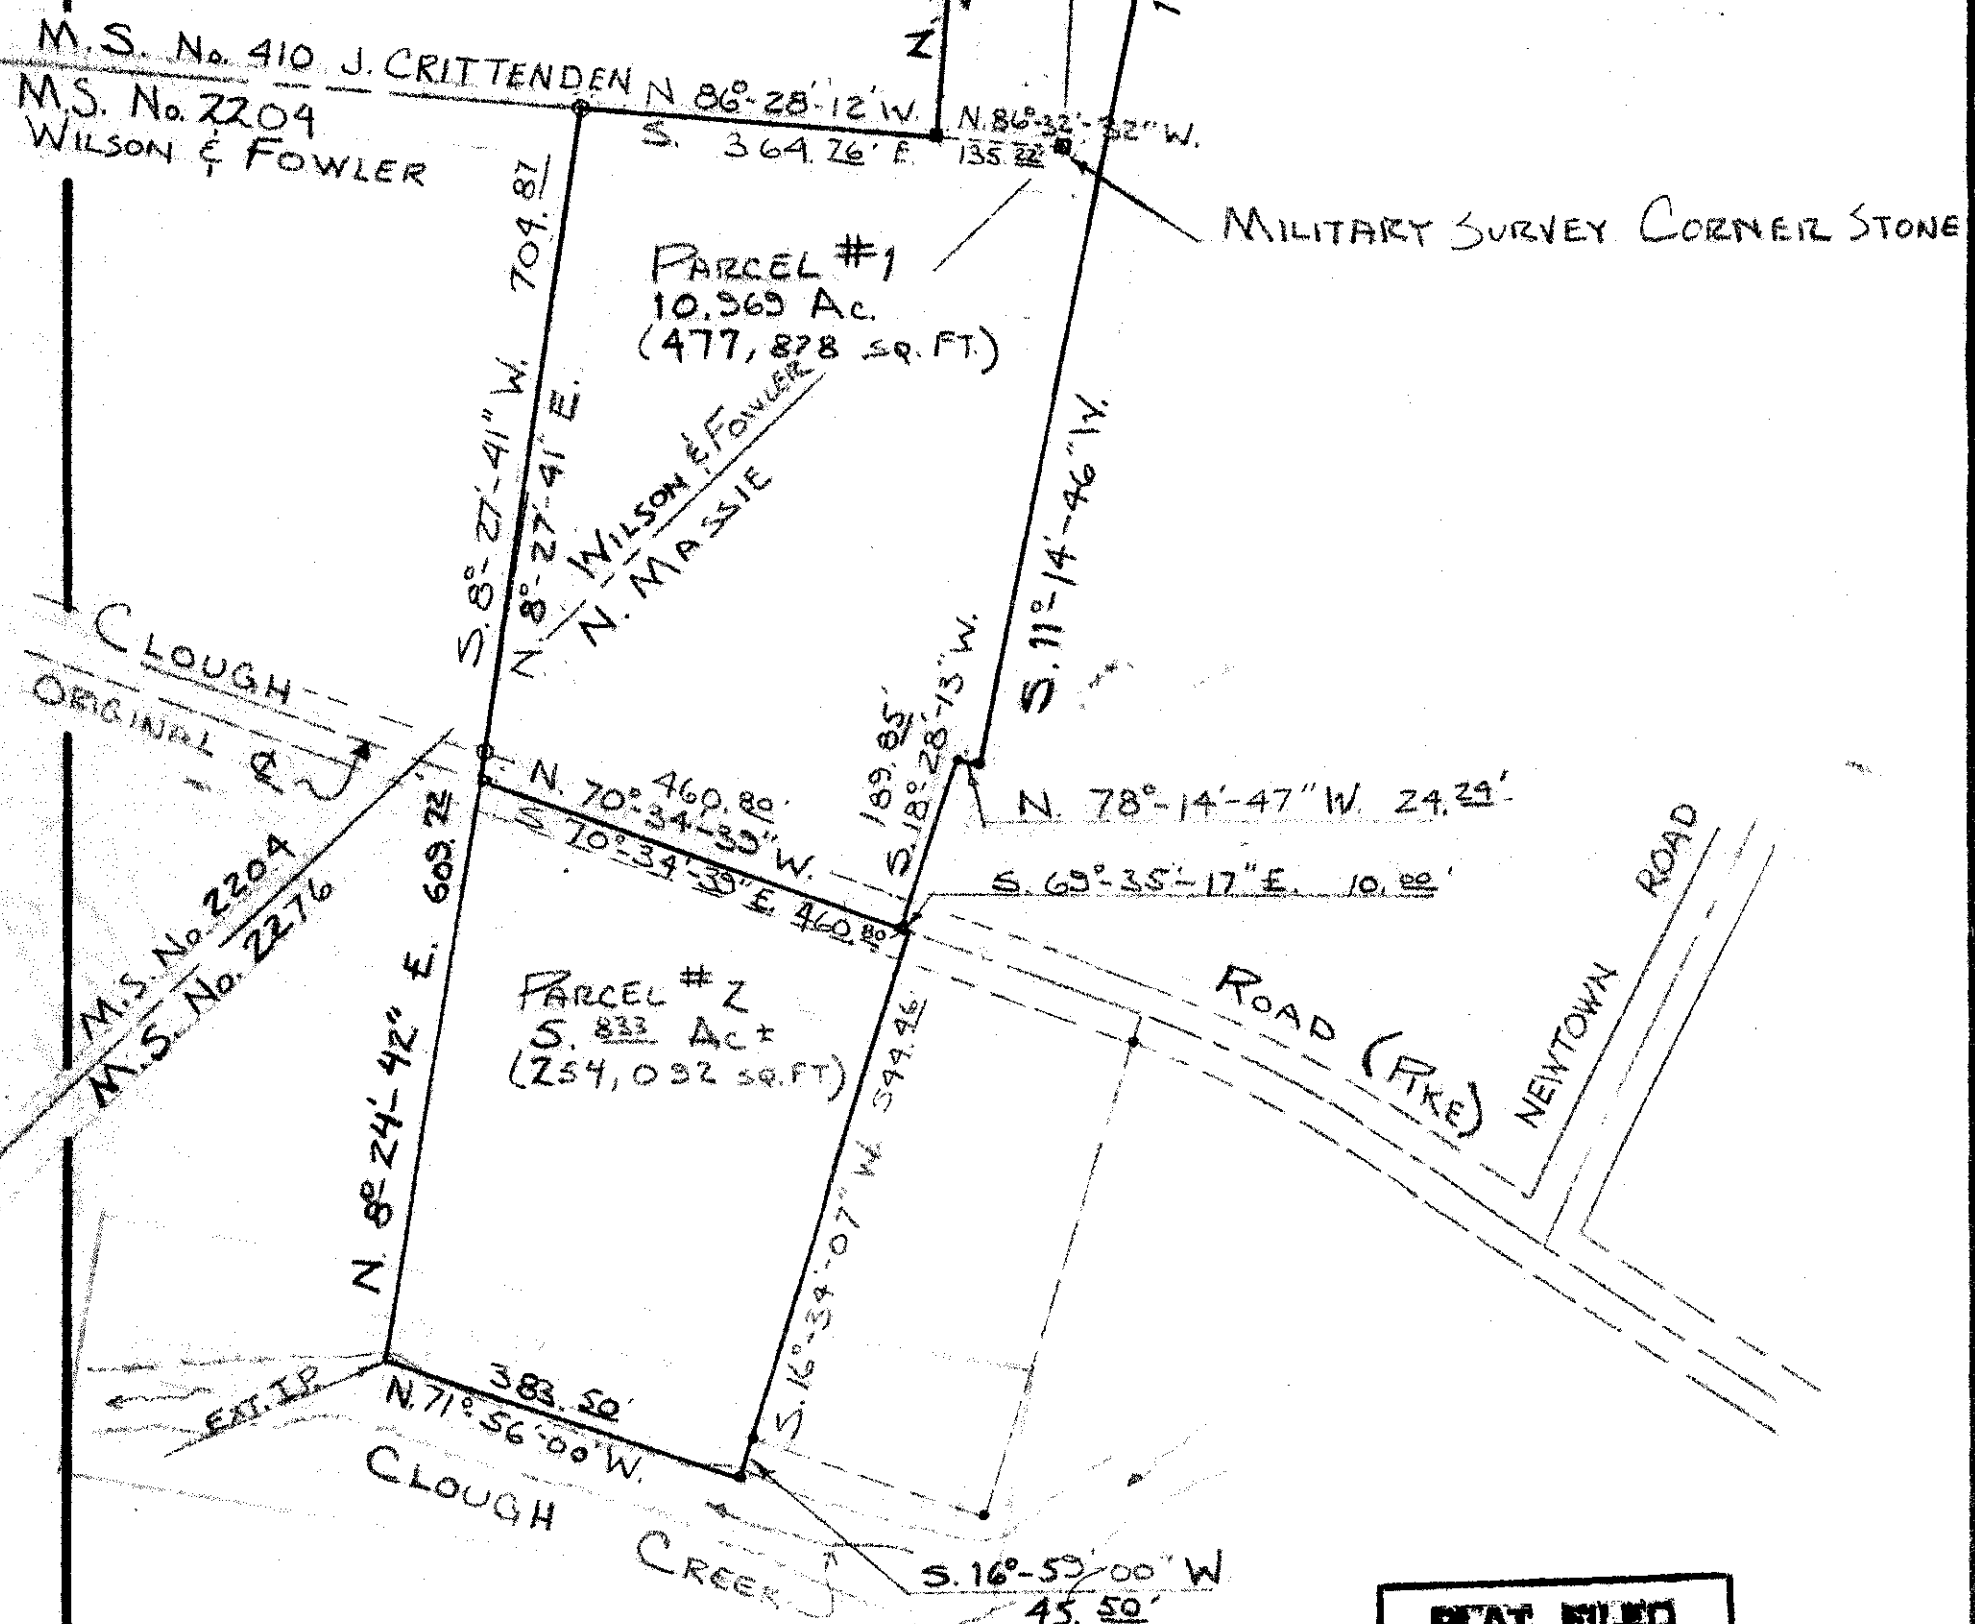 M.S. No. 410 J. CRITTENDEN
M.S. No. 2204
WILSON & FOWLER
N 86°-28'-12" W.
S. 364.26' E.
N.
N. 86°-32'-32" W.
135.22'
MILITARY SURVEY CORNER STONE
704.87
S. 8°-27'-41" W.
N. 8°-27'-41" E.
PARCEL #1
10.969 Ac.
(477,878 SQ. FT.)
WILSON & FOWLER
N. MASSIE
S. 11°-14'-46" W.
CLOUGH
ORIGINAL ℄
N. 460.80'
70°-34'-39" W.
S 70°-34'-39" E. 460.80
189.85'
S. 18°-28'-13" W.
N. 78°-14'-47" W. 24.29'
S. 69°-35'-17" E. 10.00'
ROAD
NEWTOWN
M.S. No. 2204
M.S. No. 2276
N. 8°-24'-42" E. 609.72'
PARCEL #2
5.833 Ac ±
(254,092 SQ. FT)
S. 16°-34'-07" W. 544.46'
ROAD (PIKE)
EXT. I.P.
383.50'
N. 71°-56'-00" W.
CLOUGH
CREEK
S. 16°-59'-00" W
45.50'
PLAT FILED